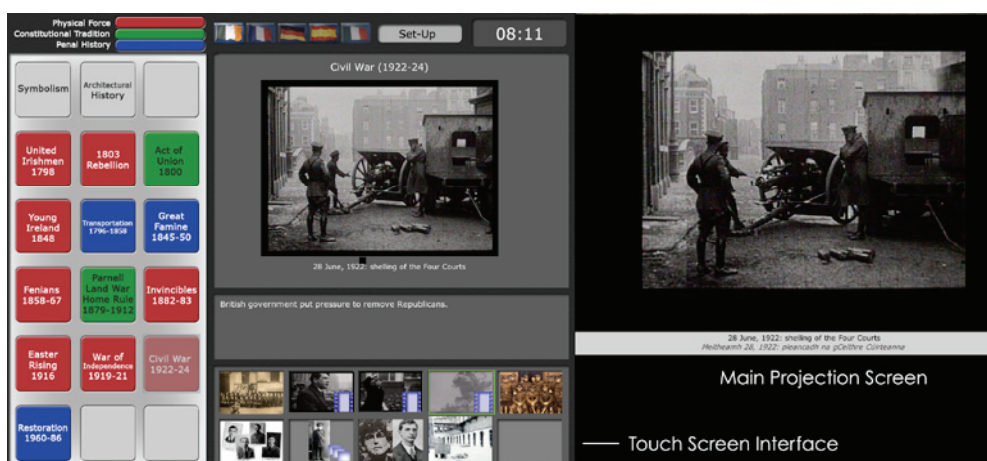 Physical Force
Constitutional Tradition
Penal History
Set-Up
08:11
Symbolism
Architectural
History
United
Irishmen
1798
1803
Rebellion
Act of
Union
1800
Young
Ireland
1848
Transportation
1796-1858
Great
Famine
1845-50
Fenians
1858-67
Parnell
Land War
Home Rule
1879-1912
Invincibles
1882-83
Easter
Rising
1916
War of
Independence
1919-21
Civil War
1922-24
Restoration
1960-86
Civil War (1922-24)
28 June, 1922: shelling of the Four Courts
British government put pressure to remove Republicans.
28 June, 1922: shelling of the Four Courts
Meitheamh 28, 1922: pleancadh na gCeithre Cúirteanna
Main Projection Screen
Touch Screen Interface